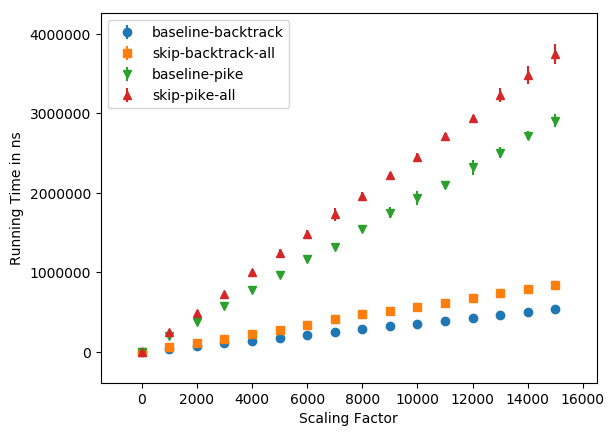 baseline-backtrack
skip-backtrack-all
baseline-pike
skip-pike-all
4000000
3000000
2000000
1000000
0
Running Time in ns
0 2000 4000 6000 8000 10000 12000 14000 16000
Scaling Factor